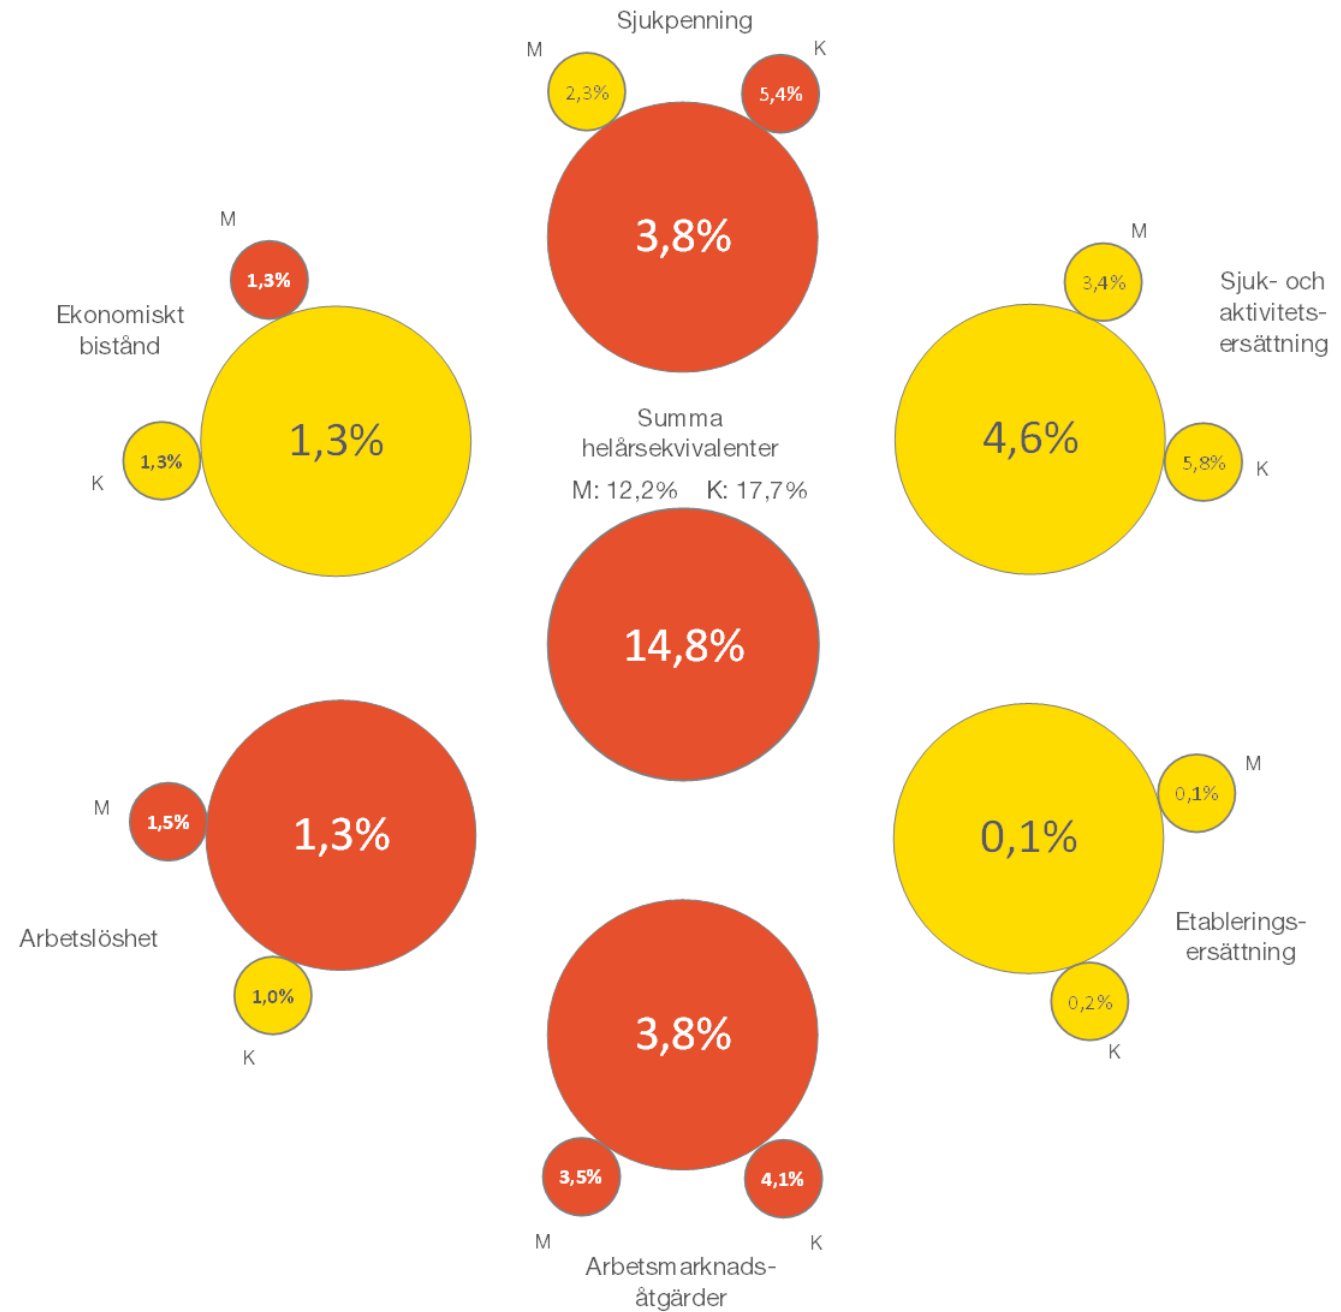 Sjukpenning
M
K
2,3%
5,4%
3,8%
M
1,3%
Ekonomiskt
bistånd
1,3%
K
1,3%
M
3,4%
Sjuk- och
aktivitets-
ersättning
4,6%
5,8%
K
Summa
helårsekvivalenter
M: 12,2% K: 17,7%
14,8%
M
1,5%
1,3%
Arbetslöshet
1,0%
K
M
0,1%
0,1%
Etablerings-
ersättning
0,2%
K
3,8%
3,5%
4,1%
M
K
Arbetsmarknads-
åtgärder